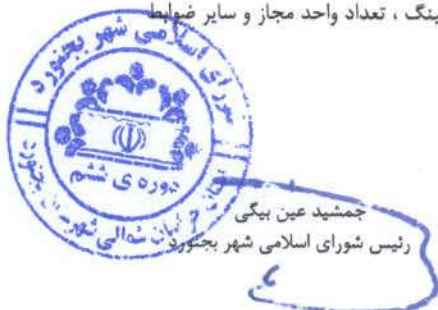 ینگ ، تعداد واحد مجاز و سایر ضوابط
شورای اسلامی شهر بجنورد
دوره ی ششم
جمشید عین بیگی
رئیس شورای اسلامی شهر بجنورد